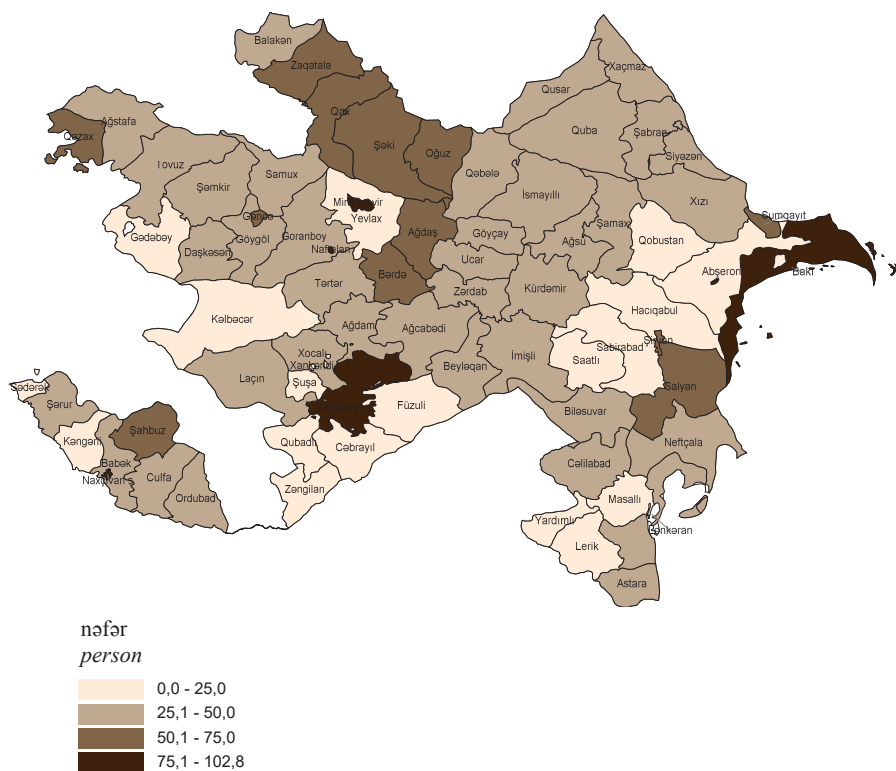 Balakən
Zaqatala
Xaçmaz
Qusar
Qax
Ağstafa
Quba
Qazax
Şabran
Şəki
Oğuz
Siyəzən
Tovuz
Samux
Qəbələ
Şəmkir
İsmayıllı
Xızı
Yevlax
Gəncə
Sumqayıt
Şamaxı
Ağdaş
Göyçay
Gədəbəy
Göygöl
Goranboy
Qobustan
Ağsu
Daşkəsən
Naftalan
Ucar
Abşeron
Bakı
Bərdə
Tərtər
Zərdab
Kürdəmir
Hacıqabul
Kəlbəcər
Ağdam
Ağcabədi
Şirvan
Sabirabad
Xocalı
İmişli
Saatlı
Xankəndi
Beyləqan
Laçın
Şuşa
Salyan
Sədərək
Şərur
Füzuli
Biləsuvar
Şahbuz
Kəngərli
Qubadlı
Cəbrayıl
Neftçala
Babək
Cəlilabad
Culfa
Naxçıvan ş.
Zəngilan
Ordubad
Masallı
Yardımlı
Lənkəran
Lerik
Astara
nəfər
person
0,0 - 25,0
25,1 - 50,0
50,1 - 75,0
75,1 - 102,8